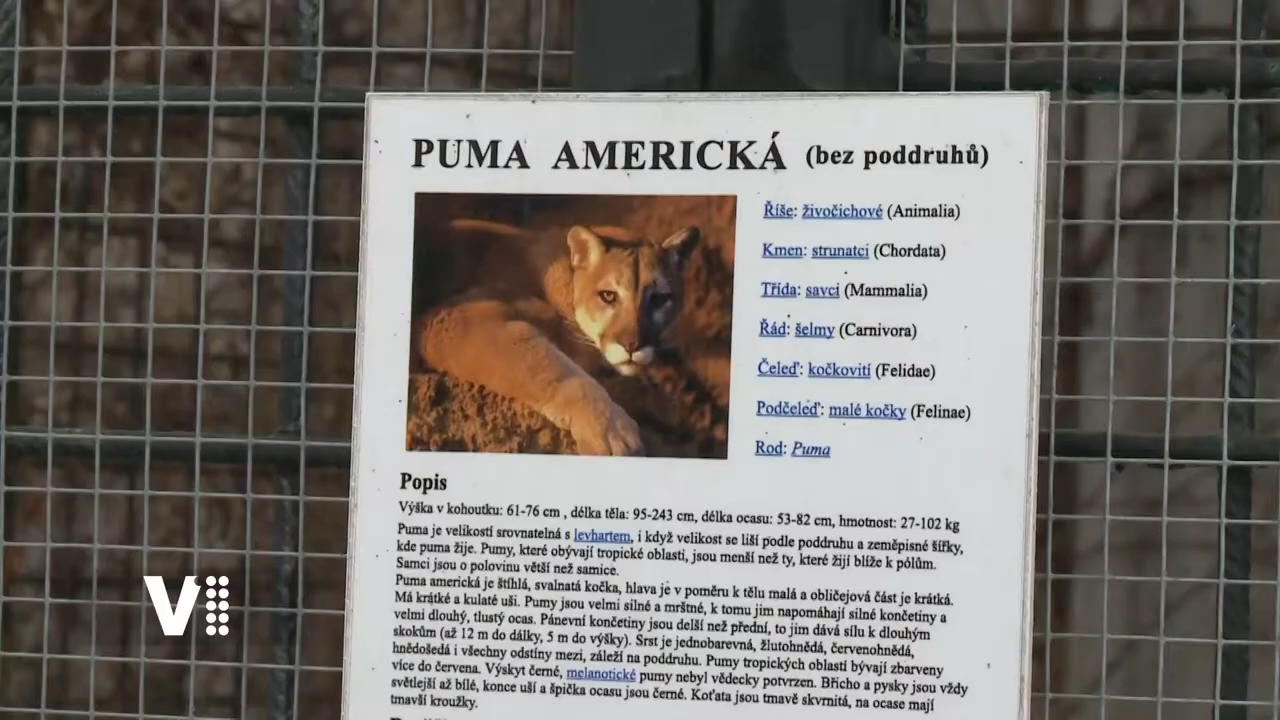 PUMA AMERICKÁ (bez poddruhů)
Říše: živočichové (Animalia)
Kmen: strunatci (Chordata)
Třída: savci (Mammalia)
Řád: šelmy (Carnivora)
Čeleď: kočkovití (Felidae)
Podčeleď: malé kočky (Felinae)
Rod: Puma
Popis
Výška v kohoutku: 61-76 cm , délka těla: 95-243 cm, délka ocasu: 53-82 cm, hmotnost: 27-102 kg
Puma je velikostí srovnatelná s levhartem, i když velikost se liší podle poddruhu a zeměpisné šířky,
kde puma žije. Pumy, které obývají tropické oblasti, jsou menší než ty, které žijí blíže k pólům.
Samci jsou o polovinu větší než samice.
Puma americká je štíhlá, svalnatá kočka, hlava je v poměru k tělu malá a obličejová část je krátká.
Má krátké a kulaté uši. Pumy jsou velmi silné a mrštné, k tomu jim napomáhají silné končetiny a
velmi dlouhý, tlustý ocas. Pánevní končetiny jsou delší než přední, to jim dává sílu k dlouhým
skokům (až 12 m do dálky, 5 m do výšky). Srst je jednobarevná, žlutohnědá, červenohnědá,
hnědošedá i všechny odstíny mezi, záleží na poddruhu. Pumy tropických oblastí bývají zbarveny
více do červena. Výskyt černé, melanotické pumy nebyl vědecky potvrzen. Břicho a pysky jsou vždy
světlejší až bílé, konce uší a špička ocasu jsou černé. Koťata jsou tmavě skvrnitá, na ocase mají
tmavší kroužky.